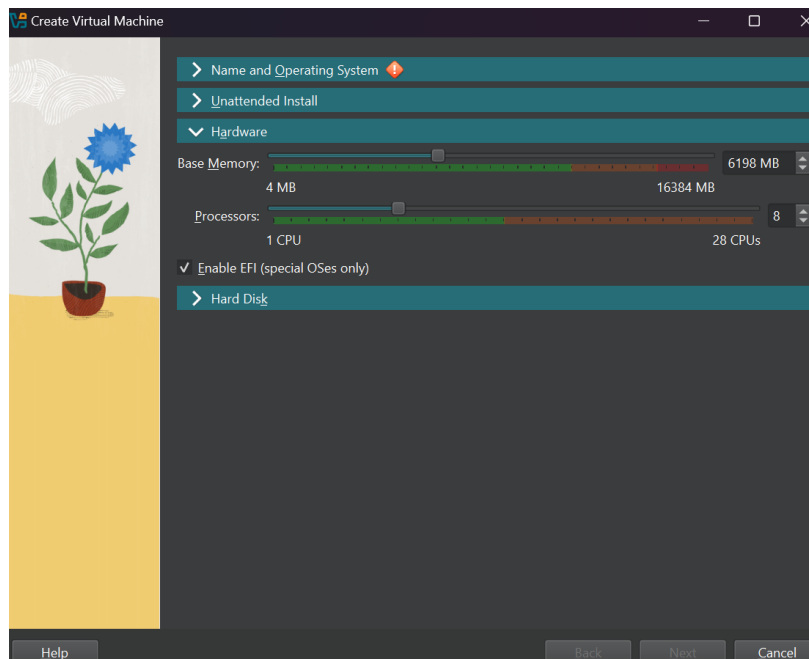 Create Virtual Machine
Name and Operating System
Unattended Install
Hardware
Base Memory: 6198 MB
4 MB 16384 MB
Processors: 8
1 CPU 28 CPUs
Enable EFI (special OSes only)
Hard Disk
Help Back Next Cancel